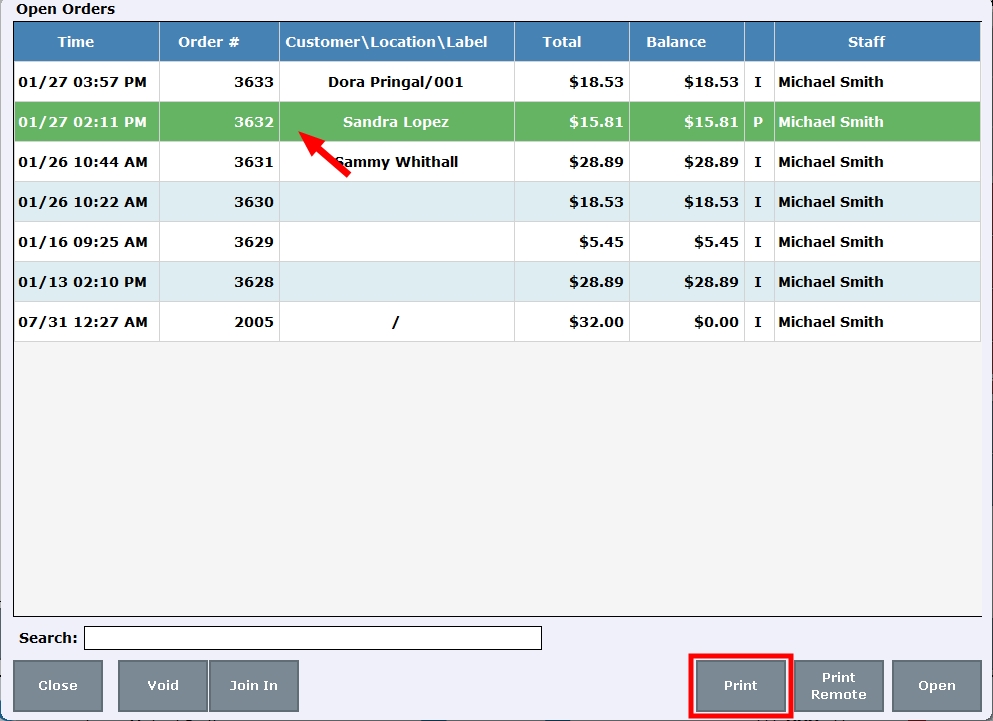 Open Orders
Time Order # Customer\Location\Label Total Balance Staff
01/27 03:57 PM 3633 Dora Pringal/001 $18.53 $18.53 I Michael Smith
01/27 02:11 PM 3632 Sandra Lopez $15.81 $15.81 P Michael Smith
01/26 10:44 AM 3631 Sammy Whithall $28.89 $28.89 I Michael Smith
01/26 10:22 AM 3630 $18.53 $18.53 I Michael Smith
01/16 09:25 AM 3629 $5.45 $5.45 I Michael Smith
01/13 02:10 PM 3628 $28.89 $28.89 I Michael Smith
07/31 12:27 AM 2005 / $32.00 $0.00 I Michael Smith
Search:
Close Void Join In Print Print Remote Open